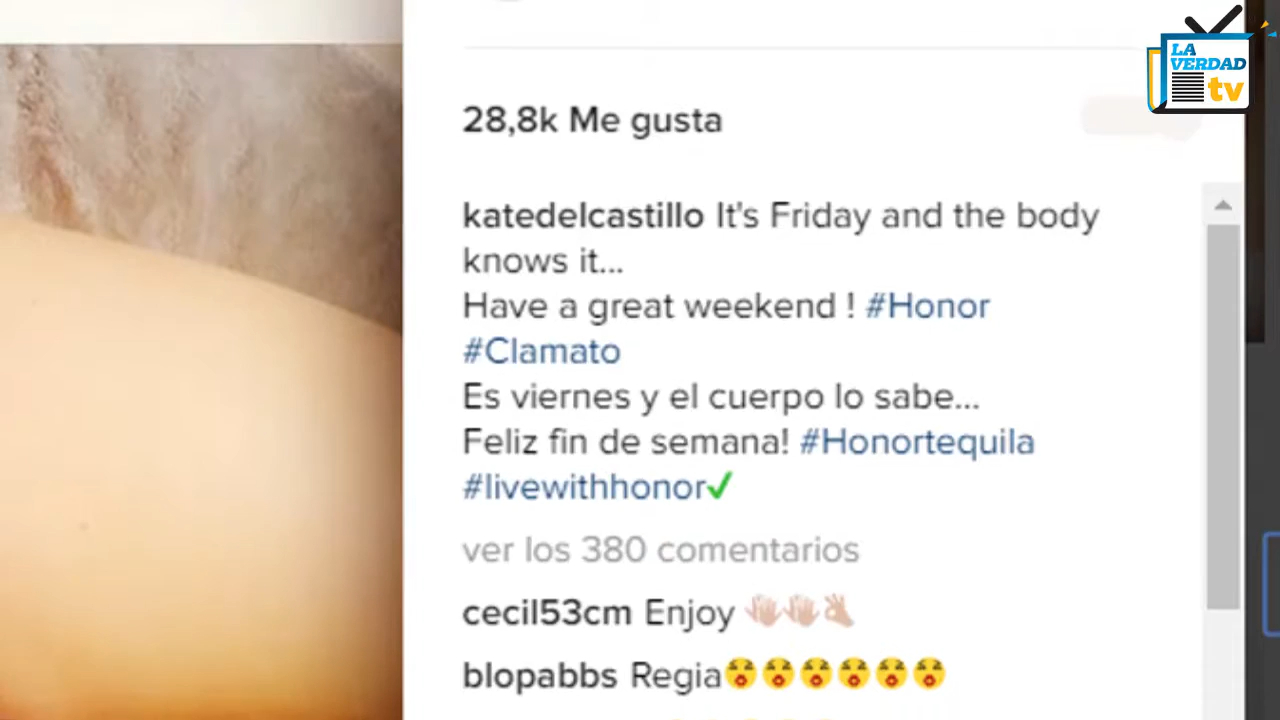 LA
VERDAD
tv
28,8k Me gusta
katedelcastillo It's Friday and the body
knows it...
Have a great weekend ! #Honor
#Clamato
Es viernes y el cuerpo lo sabe...
Feliz fin de semana! #Honortequila
#livewithhonor✔
ver los 380 comentarios
cecil53cm Enjoy 👋👋👌
blopabbs Regia😵😵😵😵😵😵